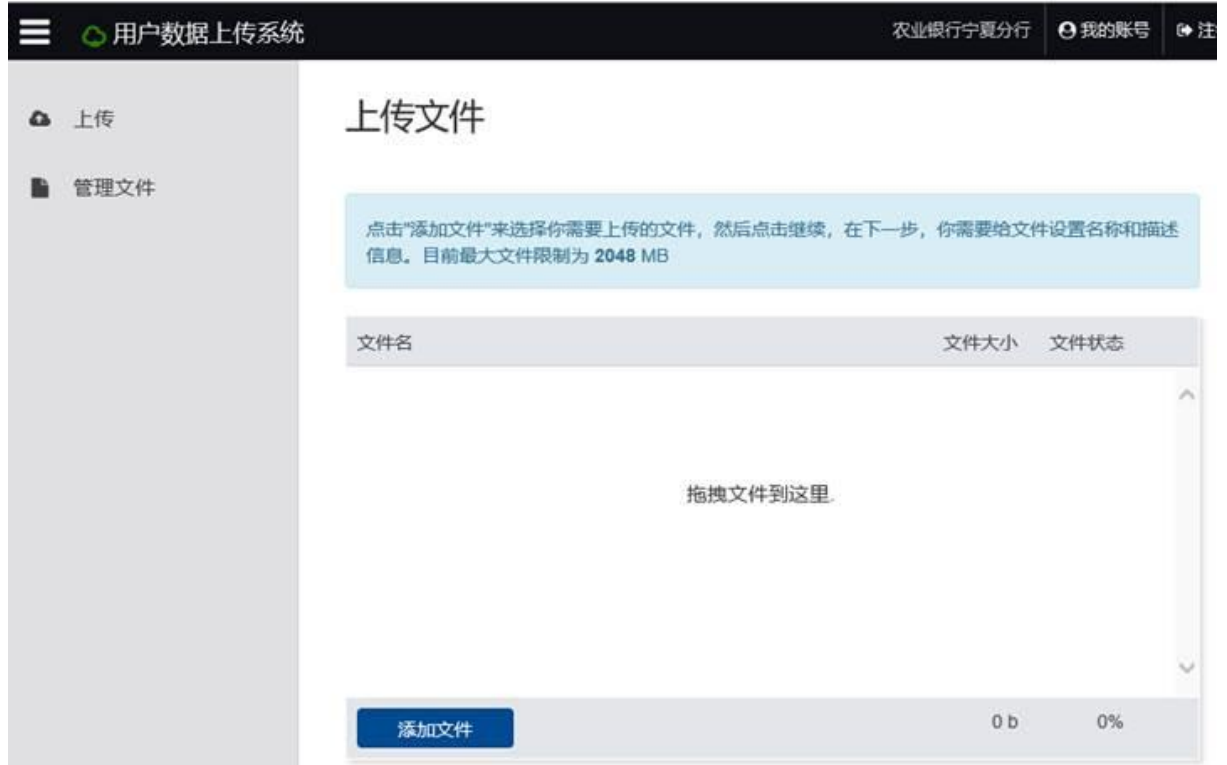 用户数据上传系统
农业银行宁夏分行
我的账号
注
上传
管理文件
上传文件
点击"添加文件"来选择你需要上传的文件，然后点击继续，在下一步，你需要给文件设置名称和描述
信息。目前最大文件限制为 2048 MB
文件名 文件大小 文件状态
拖拽文件到这里.
添加文件 0 b 0%